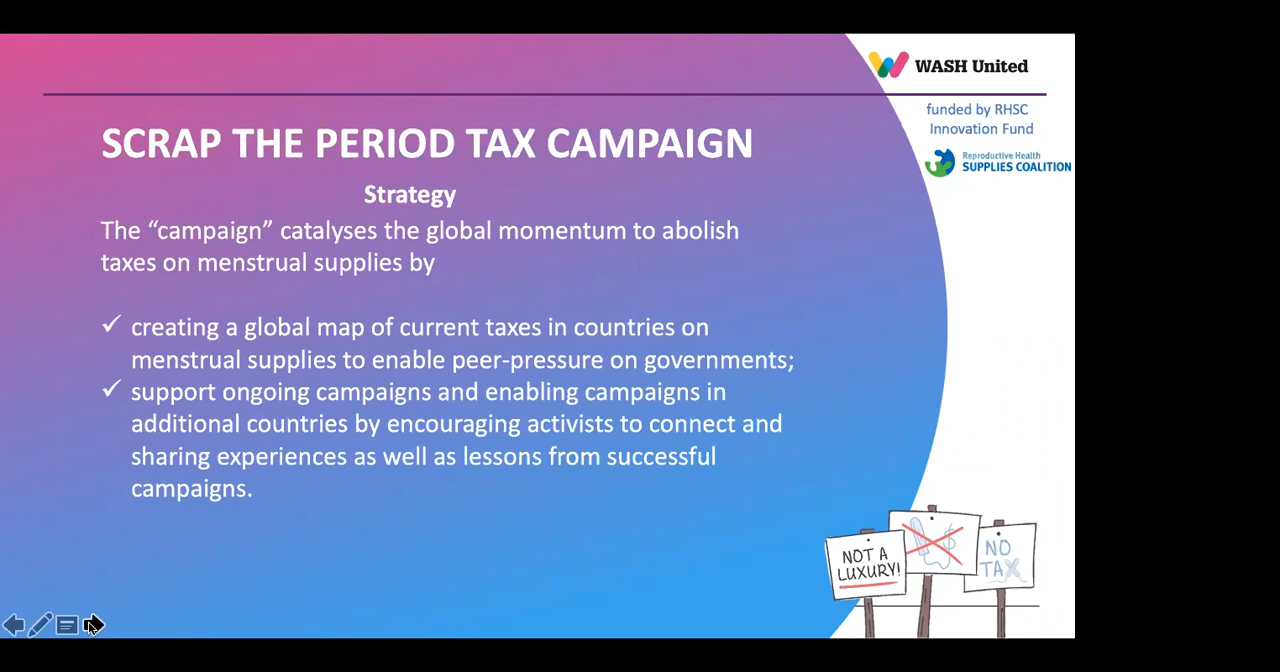 WASH United
funded by RHSC
Innovation Fund
Reproductive Health
SUPPLIES COALITION
SCRAP THE PERIOD TAX CAMPAIGN
Strategy
The “campaign” catalyses the global momentum to abolish
taxes on menstrual supplies by
✓ creating a global map of current taxes in countries on
menstrual supplies to enable peer-pressure on governments;
✓ support ongoing campaigns and enabling campaigns in
additional countries by encouraging activists to connect and
sharing experiences as well as lessons from successful
campaigns.
NOT A
LUXURY!
$
NO
TAX